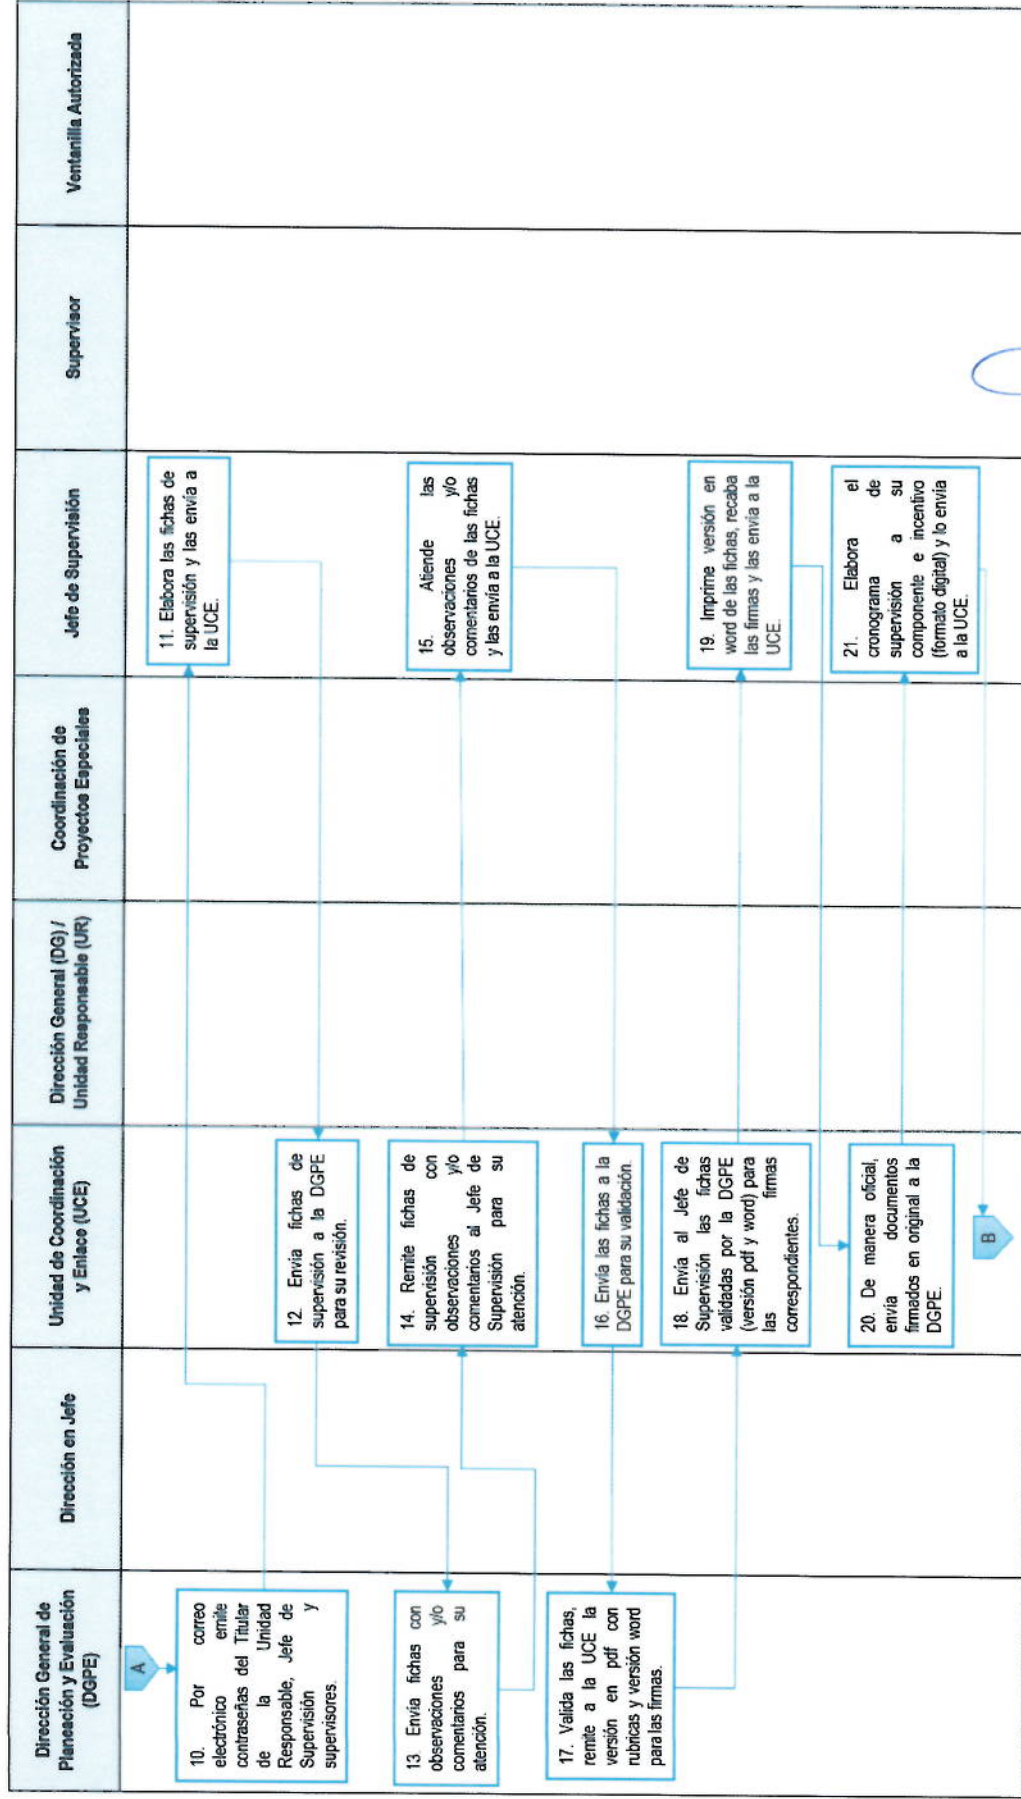 Dirección General de
Planeación y Evaluación
(DGPE)
Dirección en Jefe
Unidad de Coordinación
y Enlace (UCE)
Dirección General (DG) /
Unidad Responsable (UR)
Coordinación de
Proyectos Especiales
Jefe de Supervisión
Supervisor
Ventanilla Autorizada
A
10. Por correo
electrónico emite
contraseñas del Titular
de la Unidad
Responsable, Jefe de
Supervisión y
supervisores.
11. Elabora las fichas de
supervisión y las envía a
la UCE.
12. Envía fichas de
supervisión a la DGPE
para su revisión.
13. Envía fichas con
observaciones y/o
comentarios para su
atención.
14. Remite fichas de
supervisión con
observaciones y/o
comentarios al Jefe de
Supervisión para su
atención.
15. Atiende las
observaciones y/o
comentarios de las fichas
y las envía a la UCE.
16. Envía las fichas a la
DGPE para su validación.
17. Valida las fichas,
remite a la UCE la
versión en pdf con
rubricas y versión word
para las firmas.
18. Envía al Jefe de
Supervisión las fichas
validadas por la DGPE
(versión pdf y word) para
las firmas
correspondientes.
19. Imprime versión en
word de las fichas, recaba
las firmas y las envía a la
UCE.
20. De manera oficial,
envía documentos
firmados en original a la
DGPE.
21. Elabora el
cronograma de
supervisión a su
componente e incentivo
(formato digital) y lo envía
a la UCE.
B